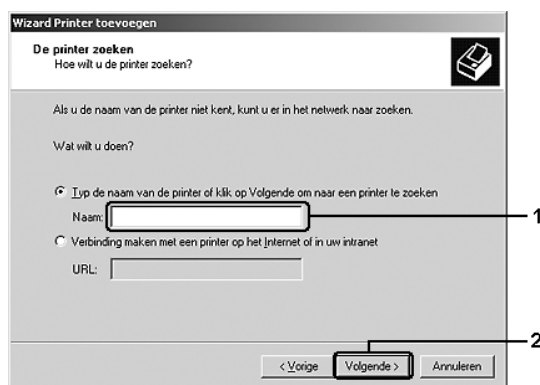 Wizard Printer toevoegen
De printer zoeken
Hoe wilt u de printer zoeken?
Als u de naam van de printer niet kent, kunt u er in het netwerk naar zoeken.
Wat wilt u doen?
Typ de naam van de printer of klik op Volgende om naar een printer te zoeken
Naam:
1
Verbinding maken met een printer op het Internet of in uw intranet
URL:
2
< Vorige Volgende > Annuleren